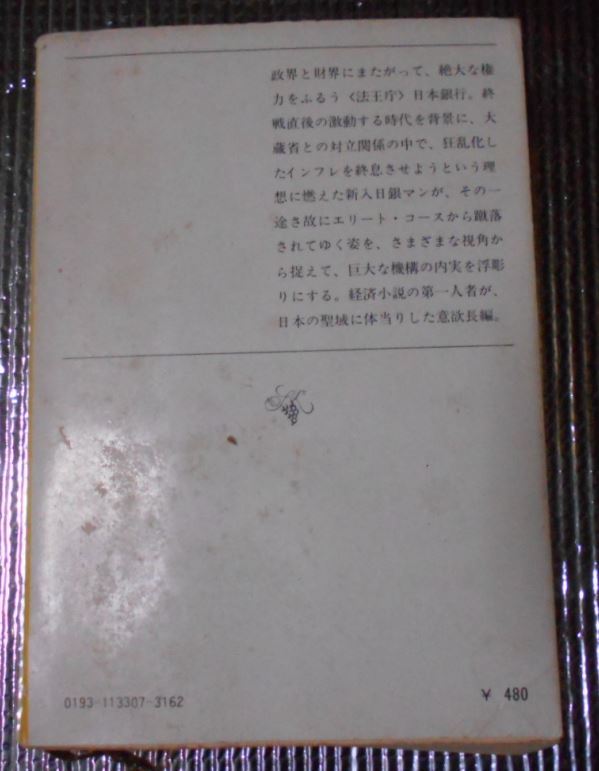 政界と財界にまたがって、絶大な権
力をふるう〈法王庁〉日本銀行。終
戦直後の激動する時代を背景に、大
蔵省との対立関係の中で、狂乱化し
たインフレを終息させようという理
想に燃えた新入日銀マンが、その一
途さ故にエリート・コースから蹴落
されてゆく姿を、さまざまな視角か
ら捉えて、巨大な機構の内実を浮彫
りにする。経済小説の第一人者が、
日本の聖域に体当りした意欲長編。
0193-113307-3162
¥ 480